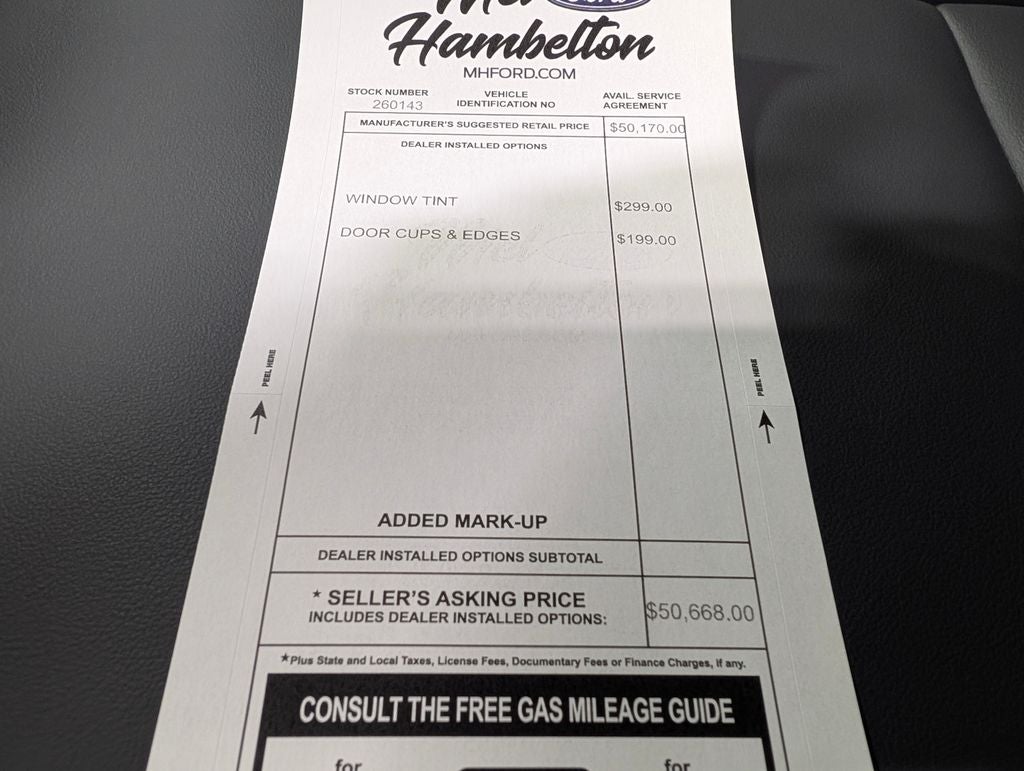 Mel
Hambelton
MHFORD.COM
STOCK NUMBER
260143
VEHICLE
IDENTIFICATION NO
AVAIL. SERVICE
AGREEMENT
MANUFACTURER'S SUGGESTED RETAIL PRICE $50,170.00
DEALER INSTALLED OPTIONS
WINDOW TINT $299.00
DOOR CUPS & EDGES $199.00
PEEL HERE
PEEL HERE
ADDED MARK-UP
DEALER INSTALLED OPTIONS SUBTOTAL
* SELLER'S ASKING PRICE
INCLUDES DEALER INSTALLED OPTIONS: $50,668.00
*Plus State and Local Taxes, License Fees, Documentary Fees or Finance Charges, if any.
CONSULT THE FREE GAS MILEAGE GUIDE
for for